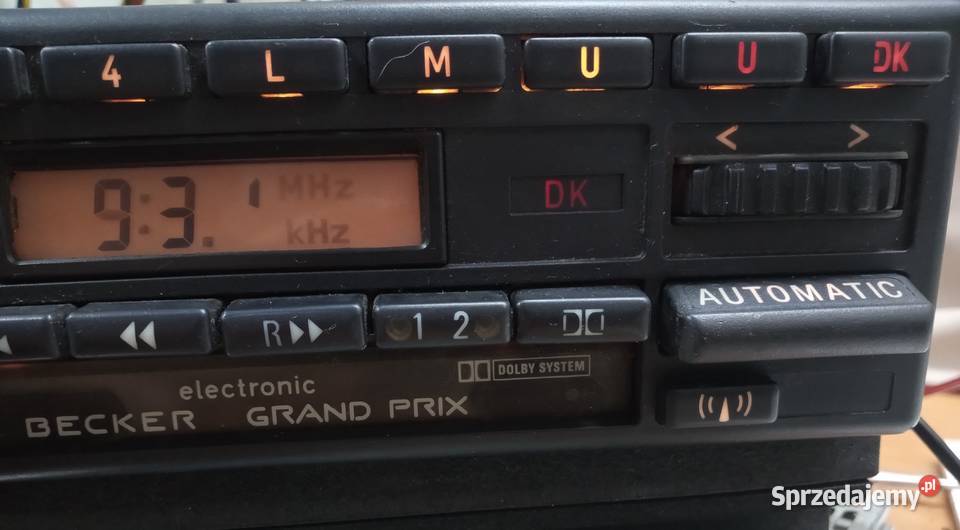 4 L M U U DK
< >
9:3.' MHz
kHz
DK
R 1 2
AUTOMATIC
DOLBY SYSTEM
electronic
BECKER GRAND PRIX
Sprzedajemy.pl